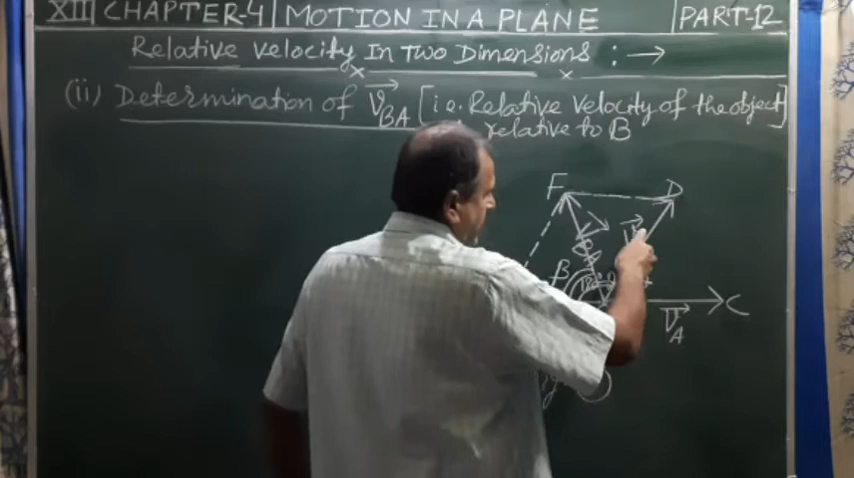 XII CHAPTER-4 MOTION IN A PLANE PART-12
Relative velocity In Two Dimensions : →
(ii) Determination of V⃗BA [i.e. Relative velocity of the object
relative to B]
F D
β
C
V⃗A